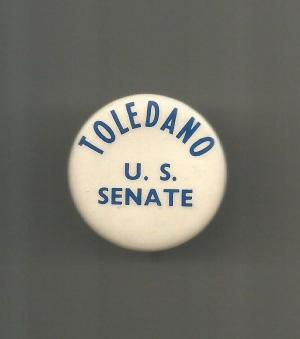 TOLEDANO
U. S.
SENATE